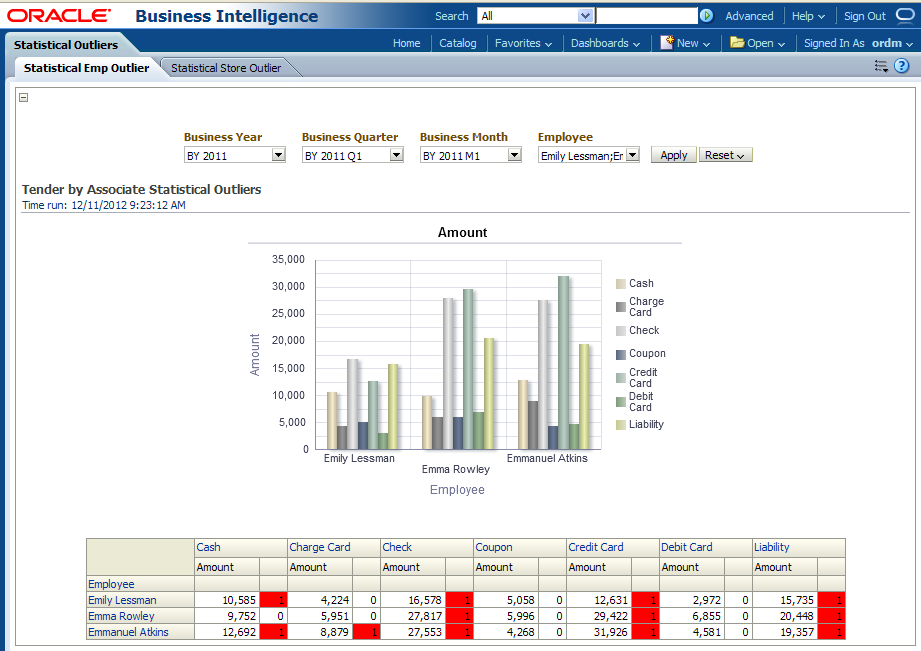 ORACLE® Business Intelligence Search All Advanced Help Sign Out
Statistical Outliers Home Catalog Favorites Dashboards New Open Signed In As ordm
Statistical Emp Outlier Statistical Store Outlier
Business Year Business Quarter Business Month Employee
BY 2011 BY 2011 Q1 BY 2011 M1 Emily Lessman;Er Apply Reset
Tender by Associate Statistical Outliers
Time run: 12/11/2012 9:23:12 AM
Amount
35,000
30,000
25,000
20,000
15,000
10,000
5,000
0
Amount
Emily Lessman
Emma Rowley
Emmanuel Atkins
Employee
Cash
Charge
Card
Check
Coupon
Credit
Card
Debit
Card
Liability
Cash Charge Card Check Coupon Credit Card Debit Card Liability
Amount Amount Amount Amount Amount Amount Amount
Employee
Emily Lessman 10,585 1 4,224 0 16,578 1 5,058 0 12,631 1 2,972 0 15,735 1
Emma Rowley 9,752 0 5,951 0 27,817 1 5,996 0 29,422 1 6,855 0 20,448 1
Emmanuel Atkins 12,692 1 8,879 1 27,553 1 4,268 0 31,926 1 4,581 0 19,357 1